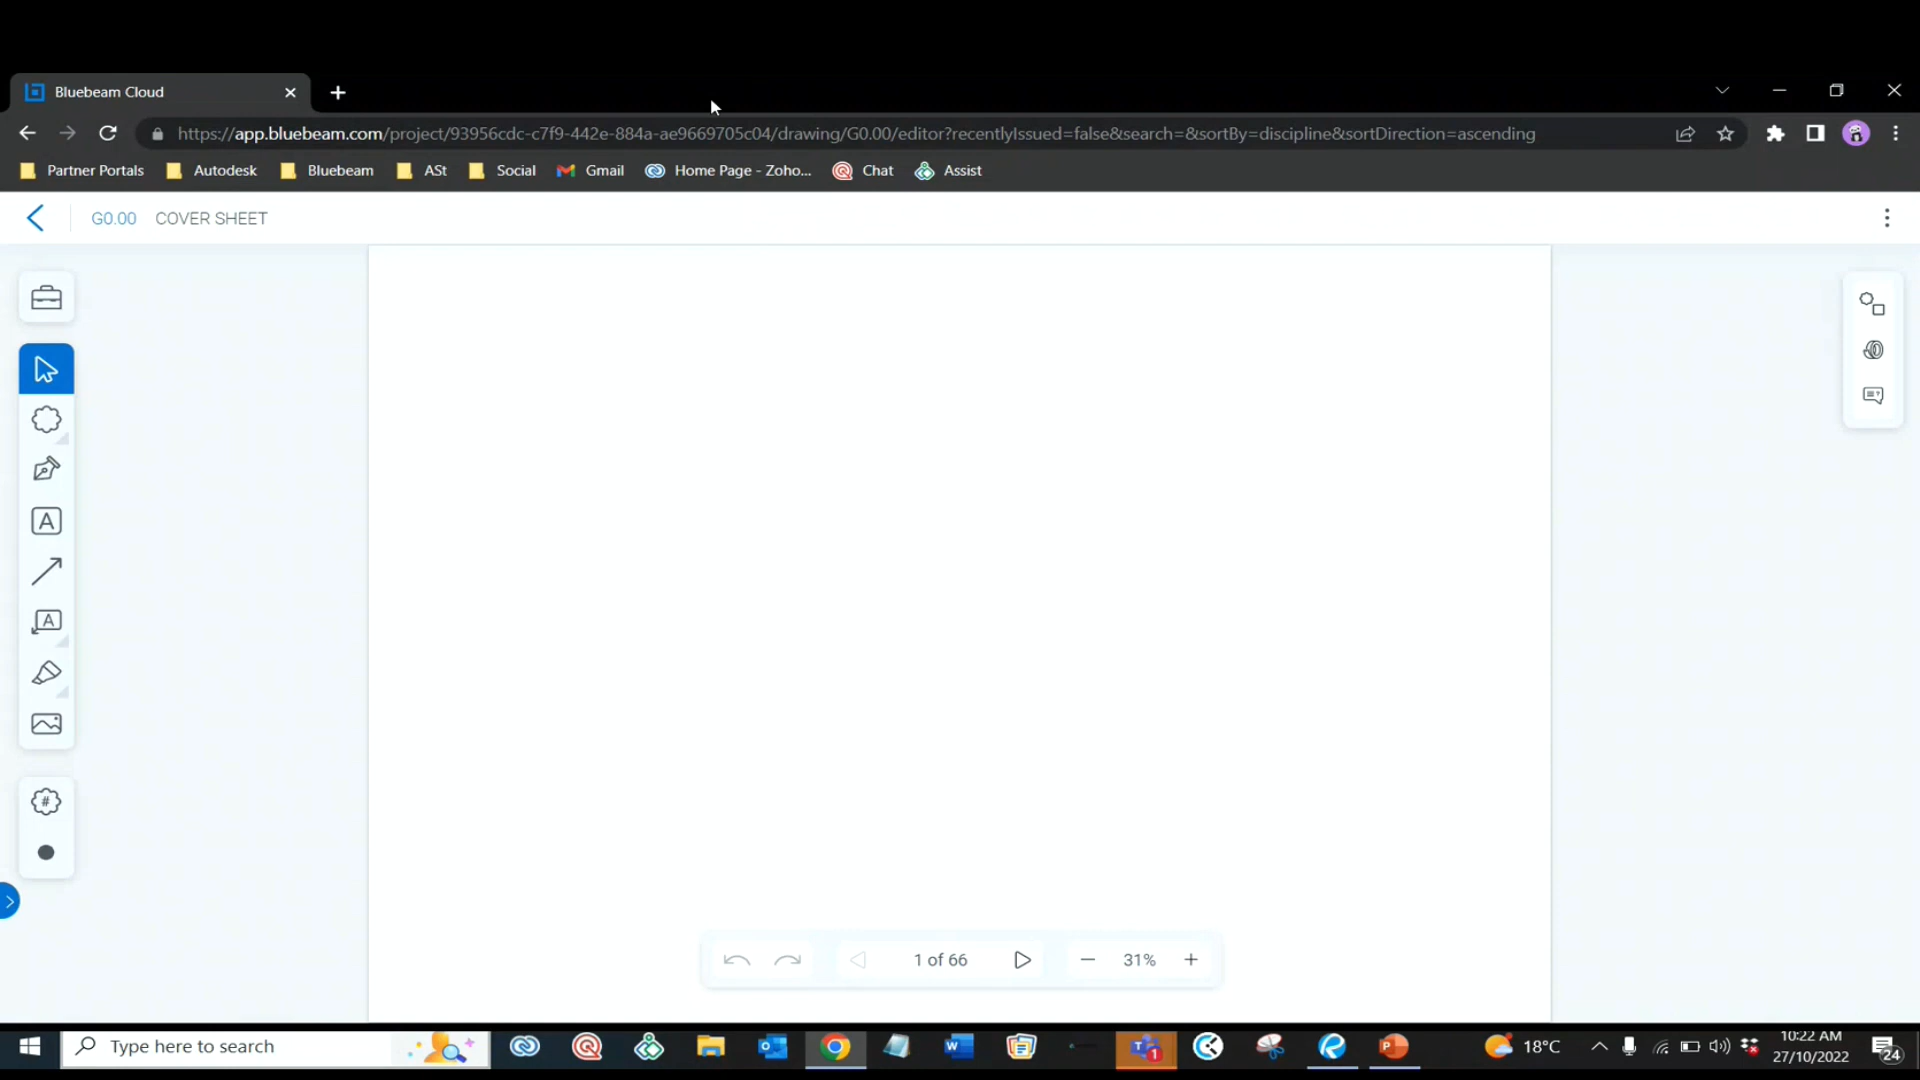 Bluebeam Cloud
https://app.bluebeam.com/project/93956cdc-c7f9-442e-884a-ae9669705c04/drawing/G0.00/editor?recentlyIssued=false&search=&sortBy=discipline&sortDirection=ascending
Partner Portals Autodesk Bluebeam ASt Social Gmail Home Page - Zoho... Chat Assist
G0.00 COVER SHEET
A
A
#
1 of 66 31%
Type here to search 1 18°C 10:22 AM
27/10/2022 24